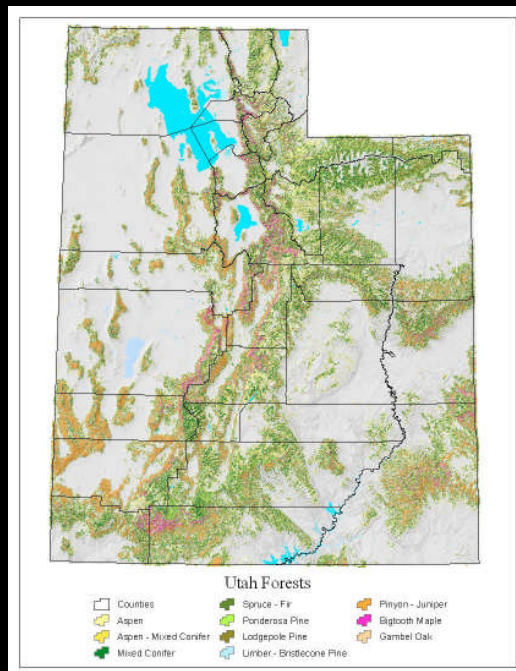 Utah Forests
Counties
Aspen
Aspen - Mixed Conifer
Mixed Conifer
Spruce - Fir
Ponderosa Pine
Lodgepole Pine
Limber - Bristlecone Pine
Pinyon - Juniper
Bigtooth Maple
Gambel Oak